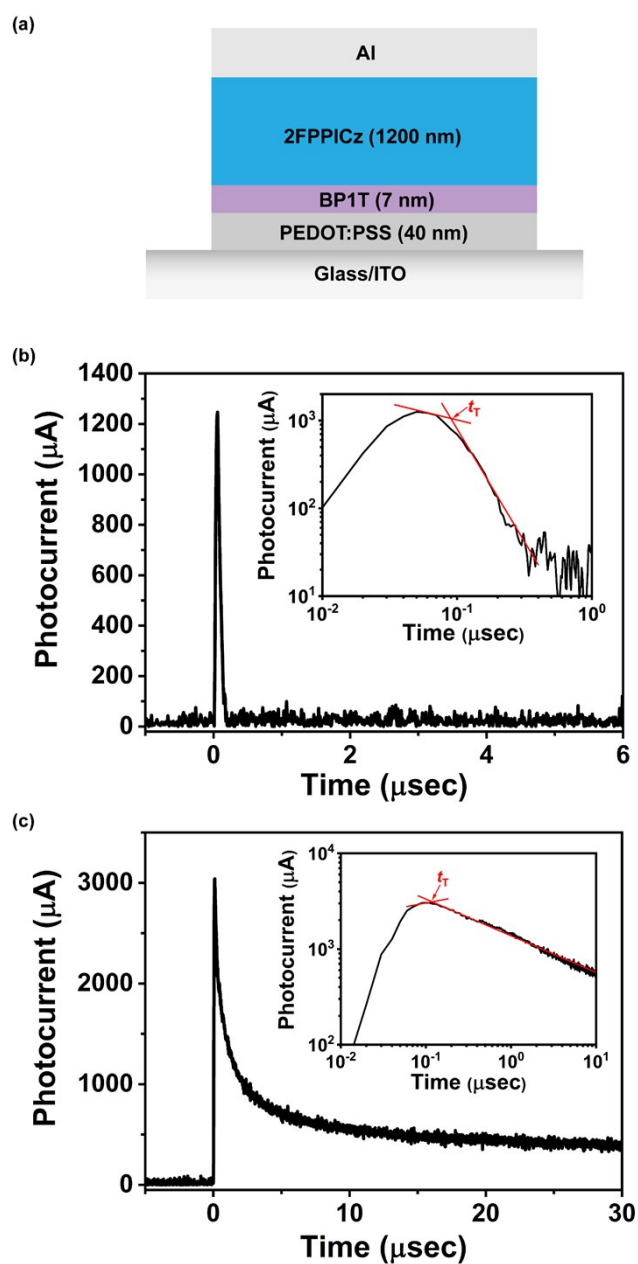 (a)
Al
2FPPICz (1200 nm)
BP1T (7 nm)
PEDOT:PSS (40 nm)
Glass/ITO
(b)
Photocurrent (μA)
1400
1200
1000
800
600
400
200
0
0 2 4 6
Time (μsec)
Photocurrent (μA)
10³
10²
10¹
10⁻² 10⁻¹ 10⁰
Time (μsec)
tT
(c)
Photocurrent (μA)
3000
2000
1000
0
0 10 20 30
Time (μsec)
Photocurrent (μA)
10⁴
10³
10²
10⁻² 10⁻¹ 10⁰ 10¹
Time (μsec)
tT